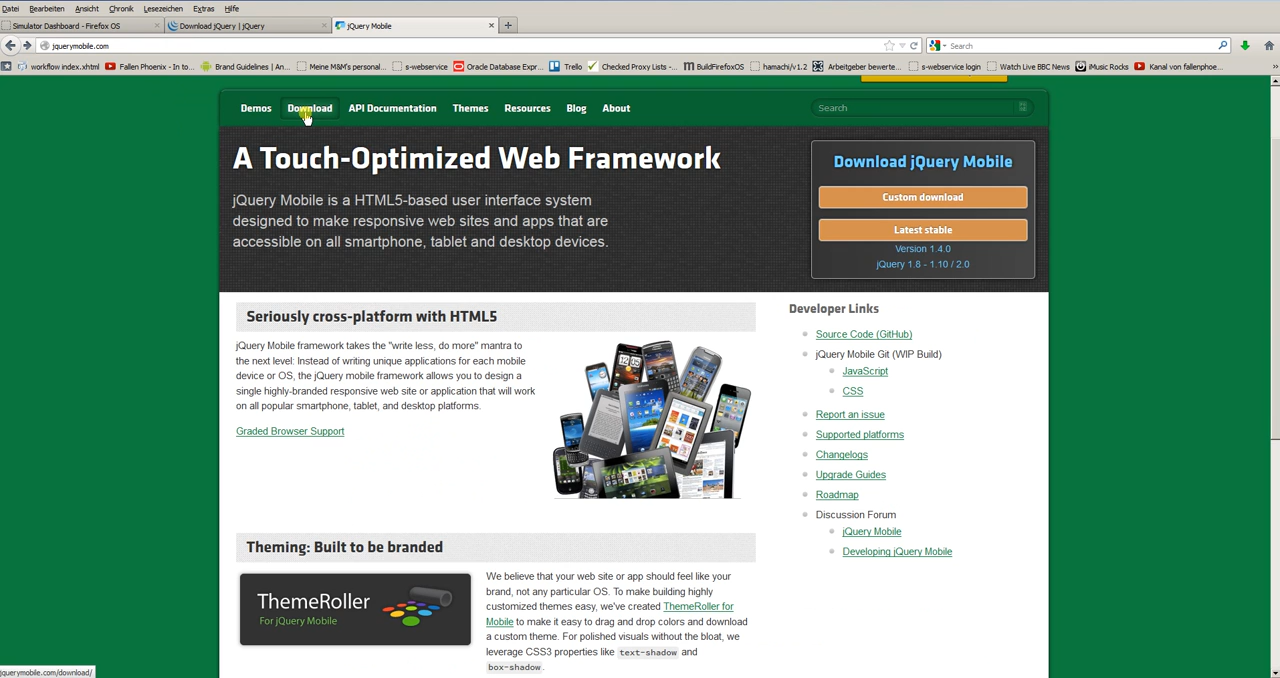 Datei Bearbeiten Ansicht Chronik Lesezeichen Extras Hilfe
Simulator Dashboard - Firefox OS
Download jQuery | jQuery
jQuery Mobile
jquerymobile.com
Search
workflow index.xhtml
Fallen Phoenix - In to...
Brand Guidelines | An...
Meine M&M's personal...
s-webservice
Oracle Database Expr...
Trello
Checked Proxy Lists -...
BuildFirefoxOS
hamachi/v1.2
Arbeitgeber bewerte...
s-webservice login
Watch Live BBC News
iMusic Rocks
Kanal von fallenphoe...
Demos Download API Documentation Themes Resources Blog About
Search
A Touch-Optimized Web Framework
jQuery Mobile is a HTML5-based user interface system
designed to make responsive web sites and apps that are
accessible on all smartphone, tablet and desktop devices.
Download jQuery Mobile
Custom download
Latest stable
Version 1.4.0
jQuery 1.8 - 1.10 / 2.0
Seriously cross-platform with HTML5
jQuery Mobile framework takes the "write less, do more" mantra to
the next level: Instead of writing unique applications for each mobile
device or OS, the jQuery mobile framework allows you to design a
single highly-branded responsive web site or application that will work
on all popular smartphone, tablet, and desktop platforms.
Graded Browser Support
Developer Links
Source Code (GitHub)
jQuery Mobile Git (WIP Build)
JavaScript
CSS
Report an issue
Supported platforms
Changelogs
Upgrade Guides
Roadmap
Discussion Forum
jQuery Mobile
Developing jQuery Mobile
Theming: Built to be branded
ThemeRoller
For jQuery Mobile
We believe that your web site or app should feel like your
brand, not any particular OS. To make building highly
customized themes easy, we've created ThemeRoller for
Mobile to make it easy to drag and drop colors and download
a custom theme. For polished visuals without the bloat, we
leverage CSS3 properties like text-shadow and
box-shadow.
jquerymobile.com/download/